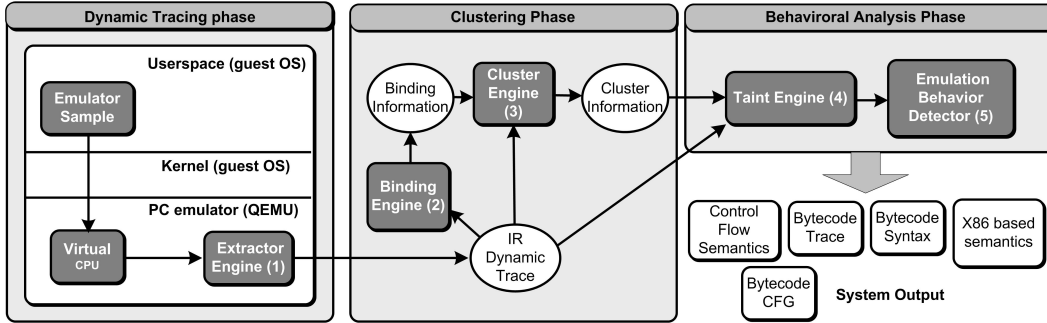 Dynamic Tracing phase
Userspace (guest OS)
Emulator
Sample
Kernel (guest OS)
PC emulator (QEMU)
Virtual
CPU
Extractor
Engine (1)
Clustering Phase
Binding
Information
Cluster
Engine
(3)
Cluster
Information
Binding
Engine (2)
IR
Dynamic
Trace
Behaviroral Analysis Phase
Taint Engine (4)
Emulation
Behavior
Detector (5)
Control
Flow
Semantics
Bytecode
Trace
Bytecode
Syntax
X86 based
semantics
Bytecode
CFG
System Output